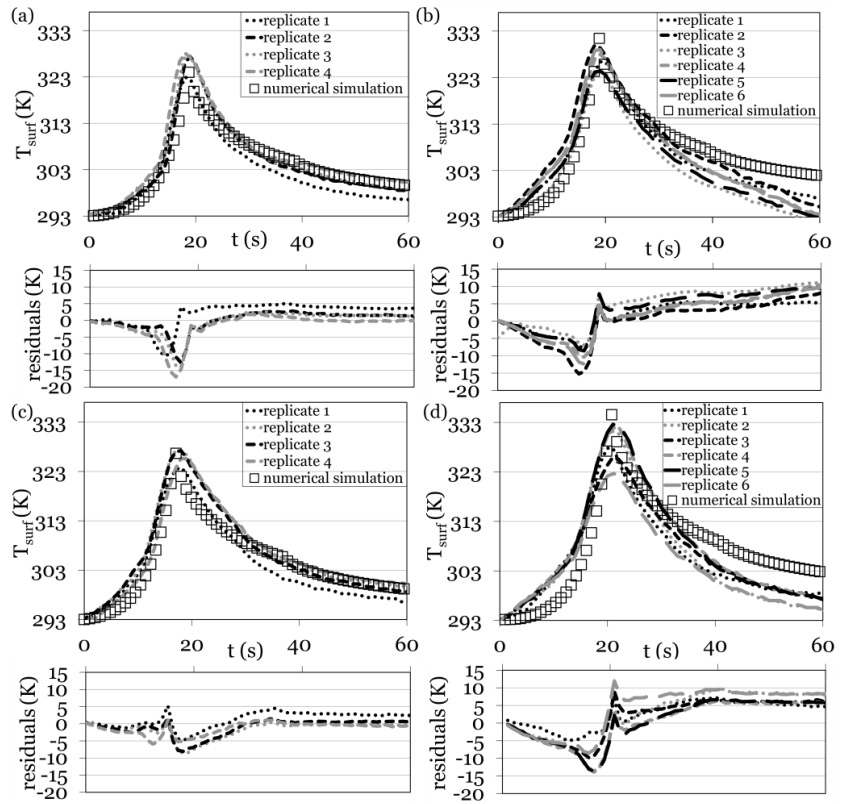 (a)
333
323
313
303
293
T_surf (K)
replicate 1
replicate 2
replicate 3
replicate 4
numerical simulation
0
20
t (s)
40
60
15
10
5
0
-5
-10
-15
-20
residuals (K)
(b)
333
323
313
303
293
T_surf (K)
replicate 1
replicate 2
replicate 3
replicate 4
replicate 5
replicate 6
numerical simulation
0
20
t (s)
40
60
15
10
5
0
-5
-10
-15
-20
residuals (K)
(c)
333
323
313
303
293
T_surf (K)
replicate 1
replicate 2
replicate 3
replicate 4
numerical simulation
0
20
t (s)
40
60
15
10
5
0
-5
-10
-15
-20
residuals (K)
(d)
333
323
313
303
293
T_surf (K)
replicate 1
replicate 2
replicate 3
replicate 4
replicate 5
replicate 6
numerical simulation
0
20
t (s)
40
60
15
10
5
0
-5
-10
-15
-20
residuals (K)